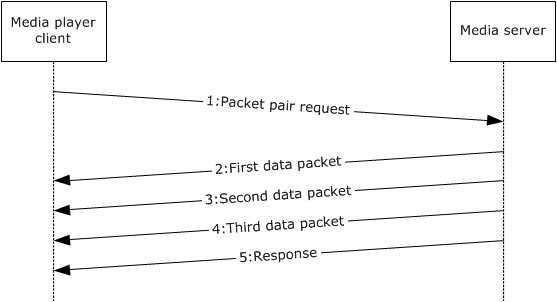 Media player
client
Media server
1:Packet pair request
2:First data packet
3:Second data packet
4:Third data packet
5:Response